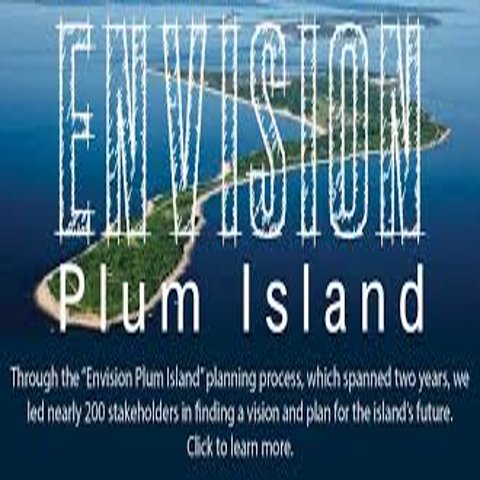 ENVISION
Plum Island
Through the “Envision Plum Island” planning process, which spanned two years, we
led nearly 200 stakeholders in finding a vision and plan for the island's future.
Click to learn more.